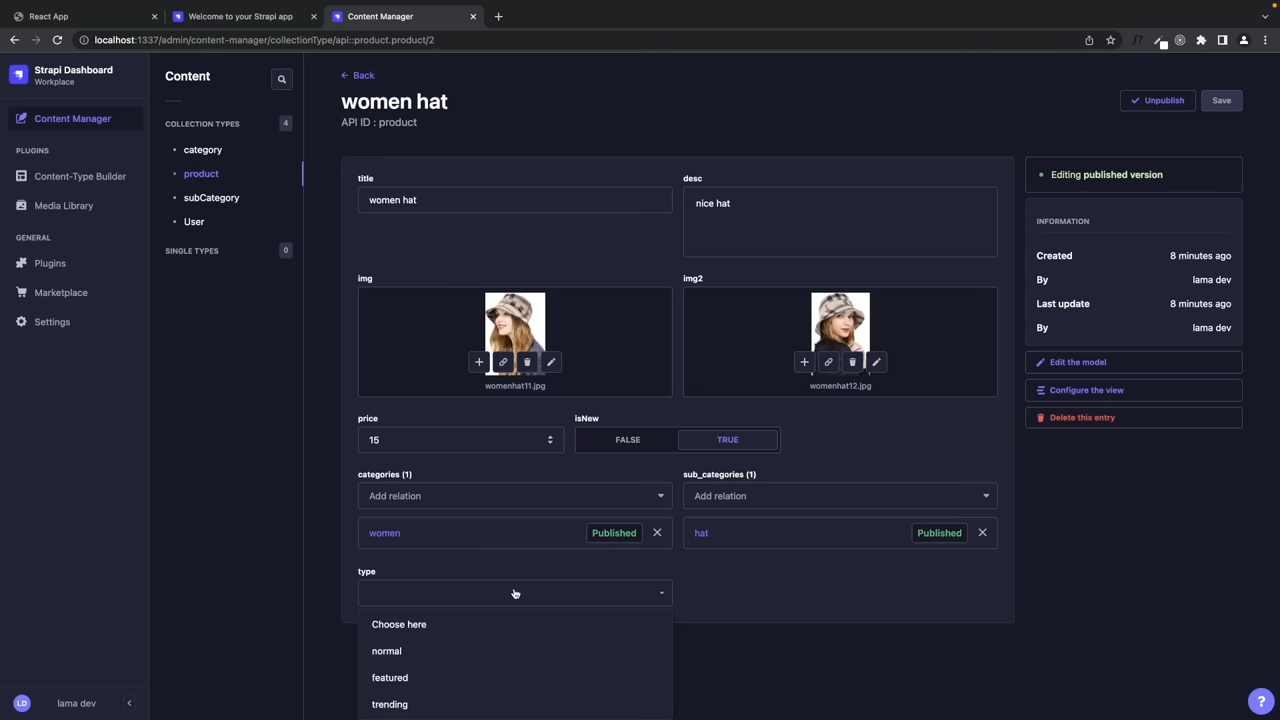 React App
Welcome to your Strapi app
Content Manager
localhost:1337/admin/content-manager/collectionType/api::product.product/2
Strapi Dashboard
Workplace
Content Manager
PLUGINS
Content-Type Builder
Media Library
GENERAL
Plugins
Marketplace
Settings
LD
lama dev
Content
COLLECTION TYPES
4
category
product
subCategory
User
SINGLE TYPES
0
Back
women hat
API ID : product
Unpublish
Save
title
women hat
desc
nice hat
img
womenhat11.jpg
img2
womenhat12.jpg
price
15
isNew
FALSE
TRUE
categories (1)
Add relation
women
Published
sub_categories (1)
Add relation
hat
Published
type
Choose here
normal
featured
trending
Editing published version
INFORMATION
Created
8 minutes ago
By
lama dev
Last update
8 minutes ago
By
lama dev
Edit the model
Configure the view
Delete this entry
?